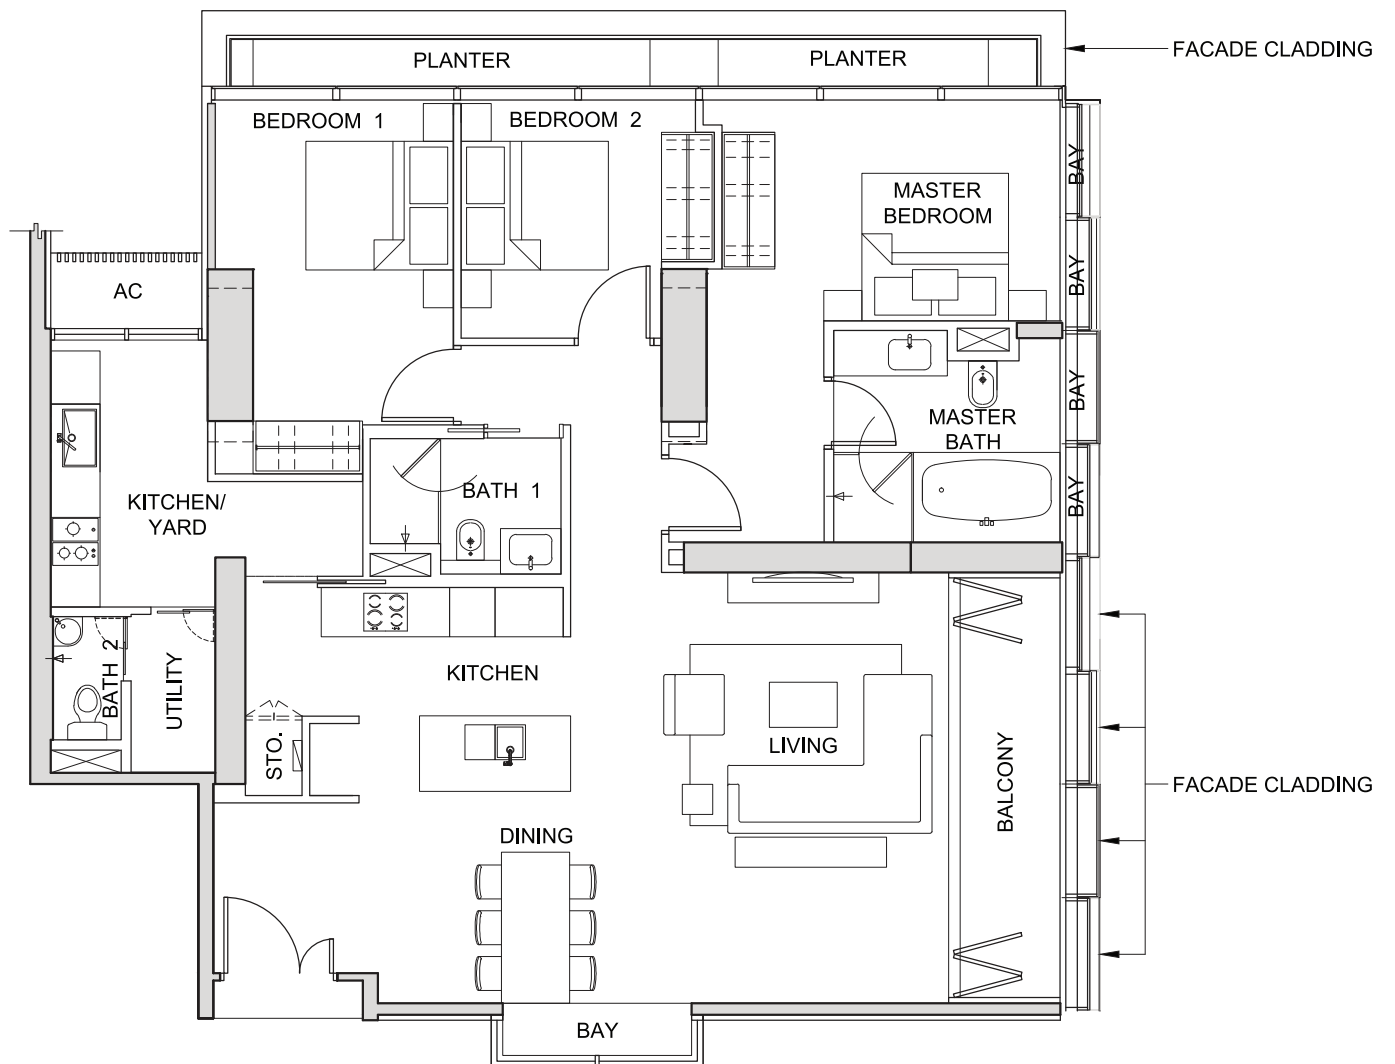 FACADE CLADDING
PLANTER
PLANTER
BEDROOM 1
BEDROOM 2
BAY
MASTER
BEDROOM
BAY
AC
BAY
MASTER
BATH
BAY
BATH 1
KITCHEN/
YARD
BATH 2
UTILITY
KITCHEN
STO.
LIVING
BALCONY
FACADE CLADDING
DINING
BAY